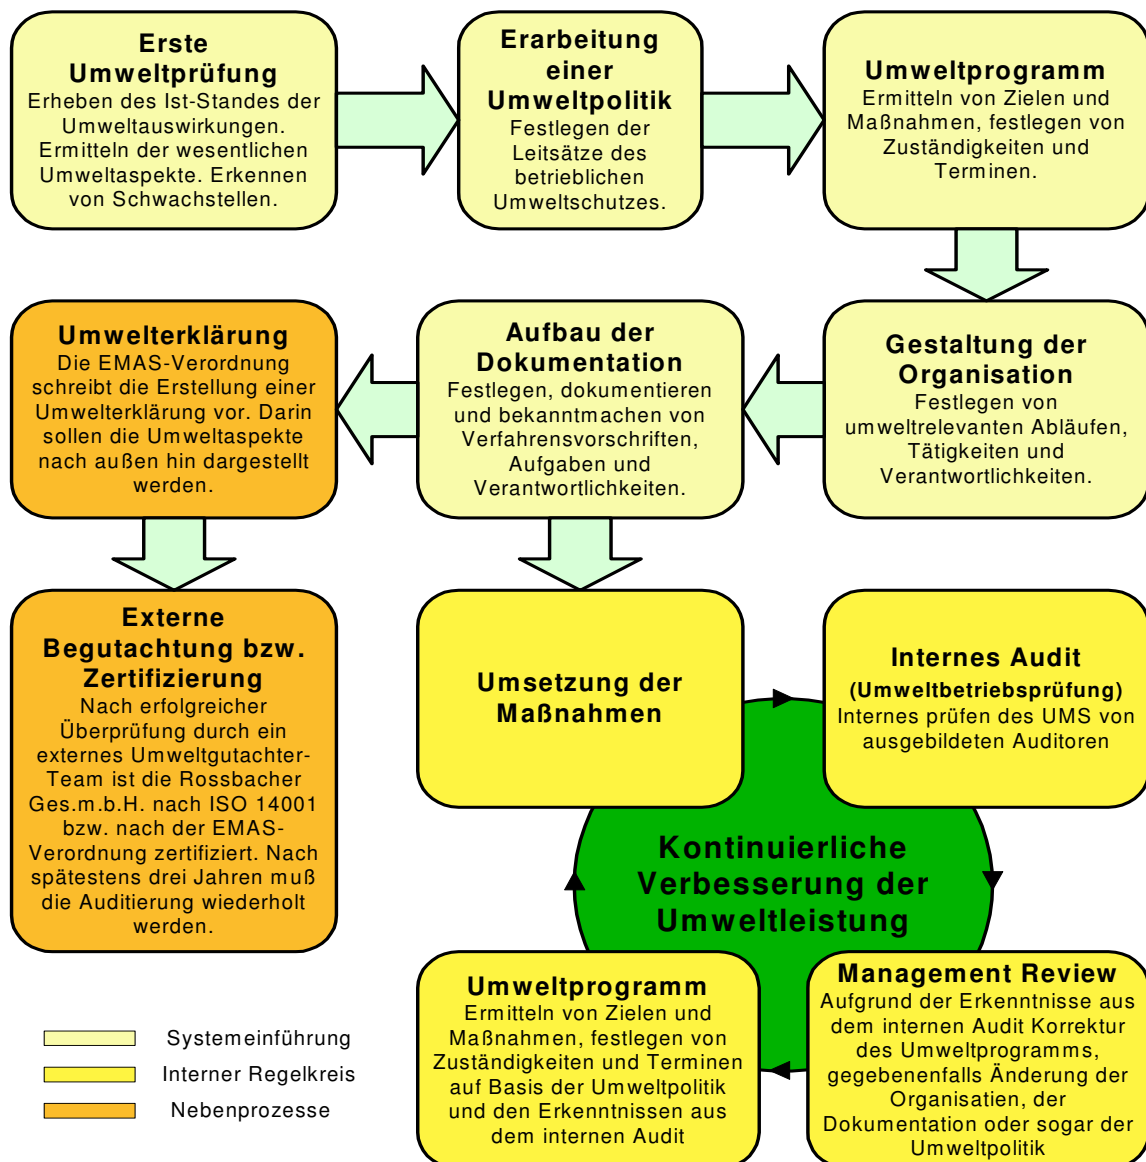 Erste
Umweltprüfung
Erheben des Ist-Standes der
Umweltauswirkungen.
Ermitteln der wesentlichen
Umweltaspekte. Erkennen
von Schwachstellen.
Erarbeitung
einer
Umweltpolitik
Festlegen der
Leitsätze des
betrieblichen
Umweltschutzes.
Umweltprogramm
Ermitteln von Zielen und
Maßnahmen, festlegen von
Zuständigkeiten und
Terminen.
Umwelterklärung
Die EMAS-Verordnung
schreibt die Erstellung einer
Umwelterklärung vor. Darin
sollen die Umweltaspekte
nach außen hin dargestellt
werden.
Aufbau der
Dokumentation
Festlegen, dokumentieren
und bekanntmachen von
Verfahrensvorschriften,
Aufgaben und
Verantwortlichkeiten.
Gestaltung der
Organisation
Festlegen von
umweltrelevanten Abläufen,
Tätigkeiten und
Verantwortlichkeiten.
Externe
Begutachtung bzw.
Zertifizierung
Nach erfolgreicher
Überprüfung durch ein
externes Umweltgutachter-
Team ist die Rossbacher
Ges.m.b.H. nach ISO 14001
bzw. nach der EMAS-
Verordnung zertifiziert. Nach
spätestens drei Jahren muß
die Auditierung wiederholt
werden.
Umsetzung der
Maßnahmen
Internes Audit
(Umweltbetriebsprüfung)
Internes prüfen des UMS von
ausgebildeten Auditoren
Kontinuierliche
Verbesserung der
Umweltleistung
Umweltprogramm
Ermitteln von Zielen und
Maßnahmen, festlegen von
Zuständigkeiten und Terminen
auf Basis der Umweltpolitik
und den Erkenntnissen aus
dem internen Audit
Management Review
Aufgrund der Erkenntnisse aus
dem internen Audit Korrektur
des Umweltprogramms,
gegebenenfalls Änderung der
Organisatien, der
Dokumentation oder sogar der
Umweltpolitik
Systemeinführung
Interner Regelkreis
Nebenprozesse